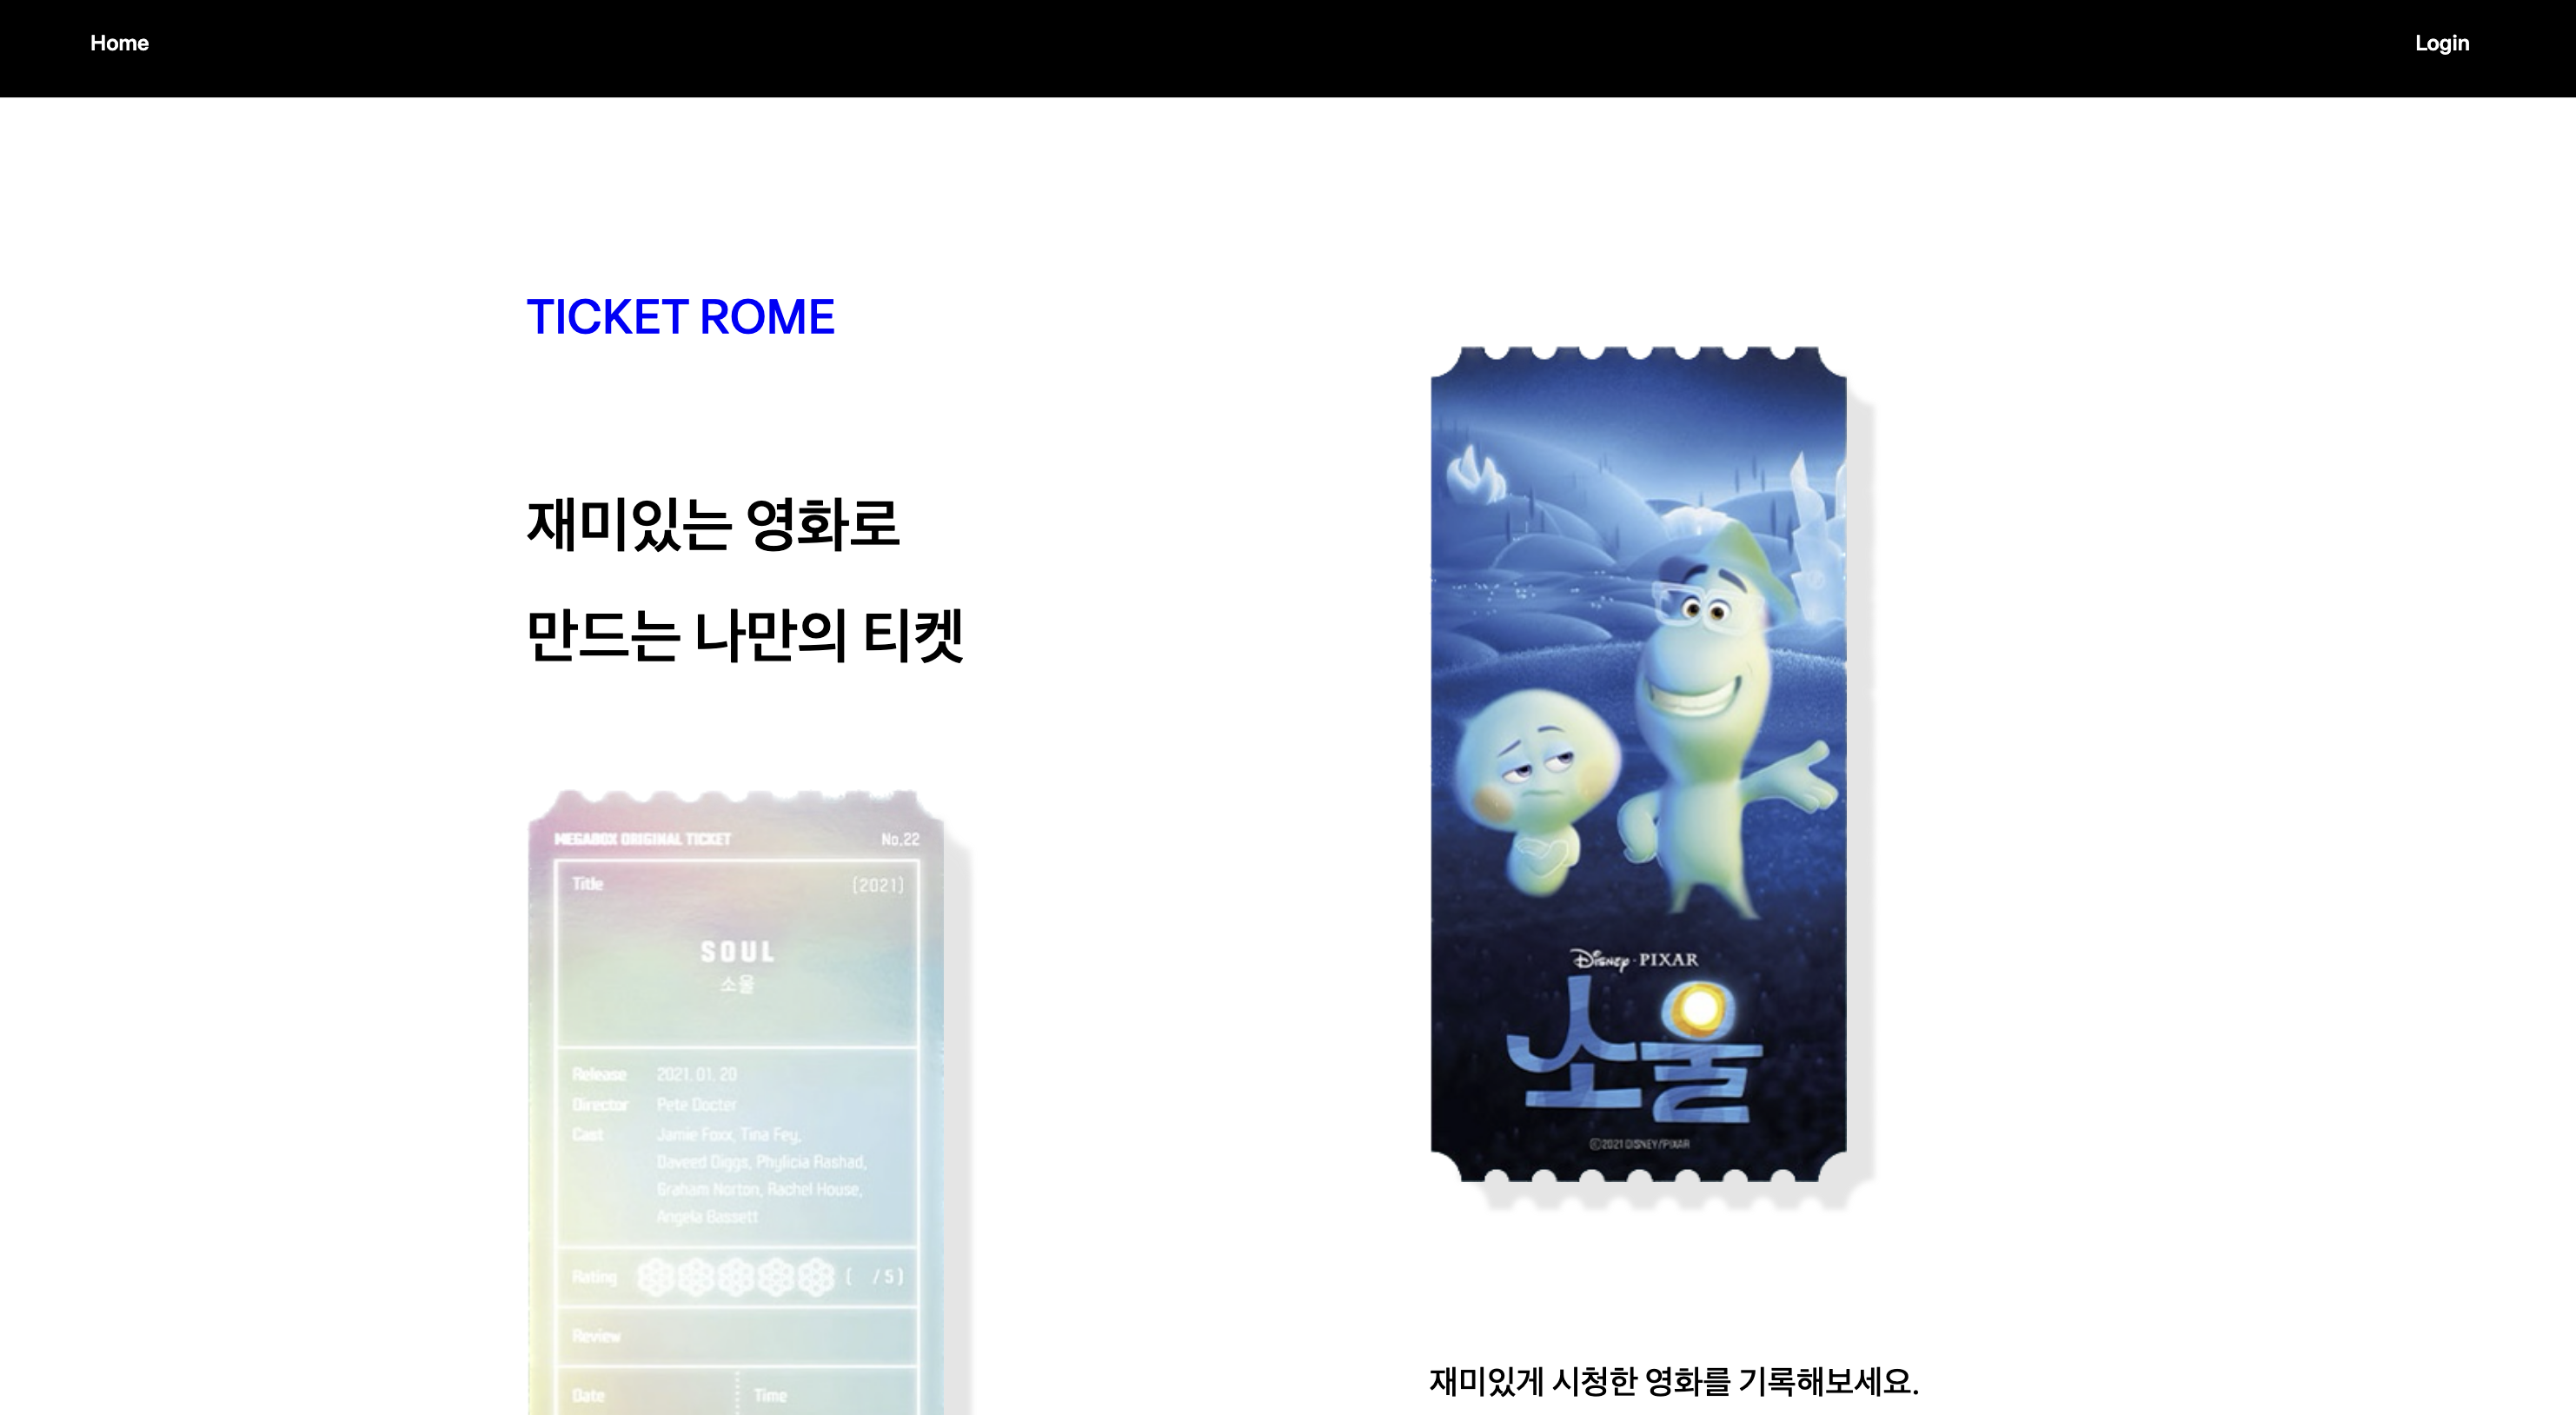 Home
Login
TICKET ROME
재미있는 영화로
만드는 나만의 티켓
MEGABOX ORIGINAL TICKET
No.22
Title
(2021)
SOUL
소울
Release 2021. 01. 20
Director Pete Docter
Cast Jamie Foxx, Tina Fey,
Daveed Diggs, Phylicia Rashad,
Graham Norton, Rachel House,
Angela Bassett
Rating ( / 5 )
Review
Date
Time
Disney · PIXAR
소울
©2021 DISNEY/PIXAR
재미있게 시청한 영화를 기록해보세요.